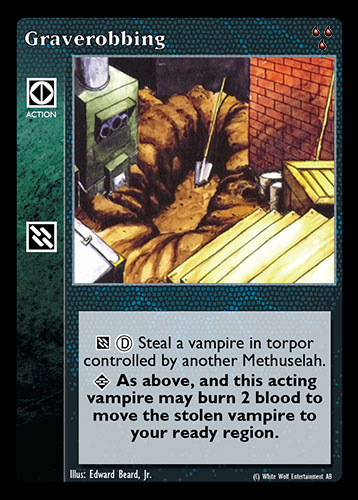 Graverobbing
ACTION
D Steal a vampire in torpor
controlled by another Methuselah.
As above, and this acting
vampire may burn 2 blood to
move the stolen vampire to
your ready region.
Illus: Edward Beard, Jr.
(C) White Wolf Entertainment AB